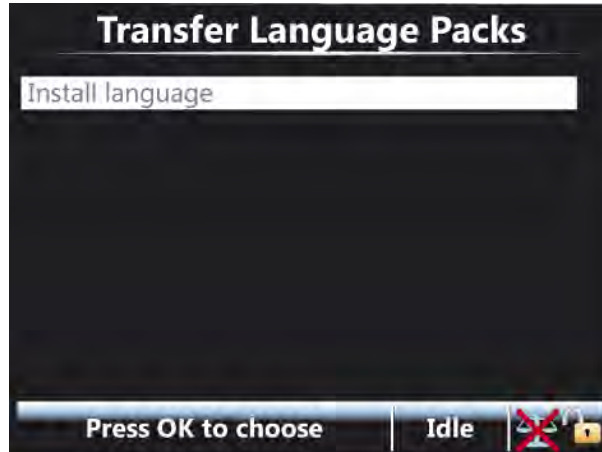 Transfer Language Packs
Install language
Press OK to choose
Idle